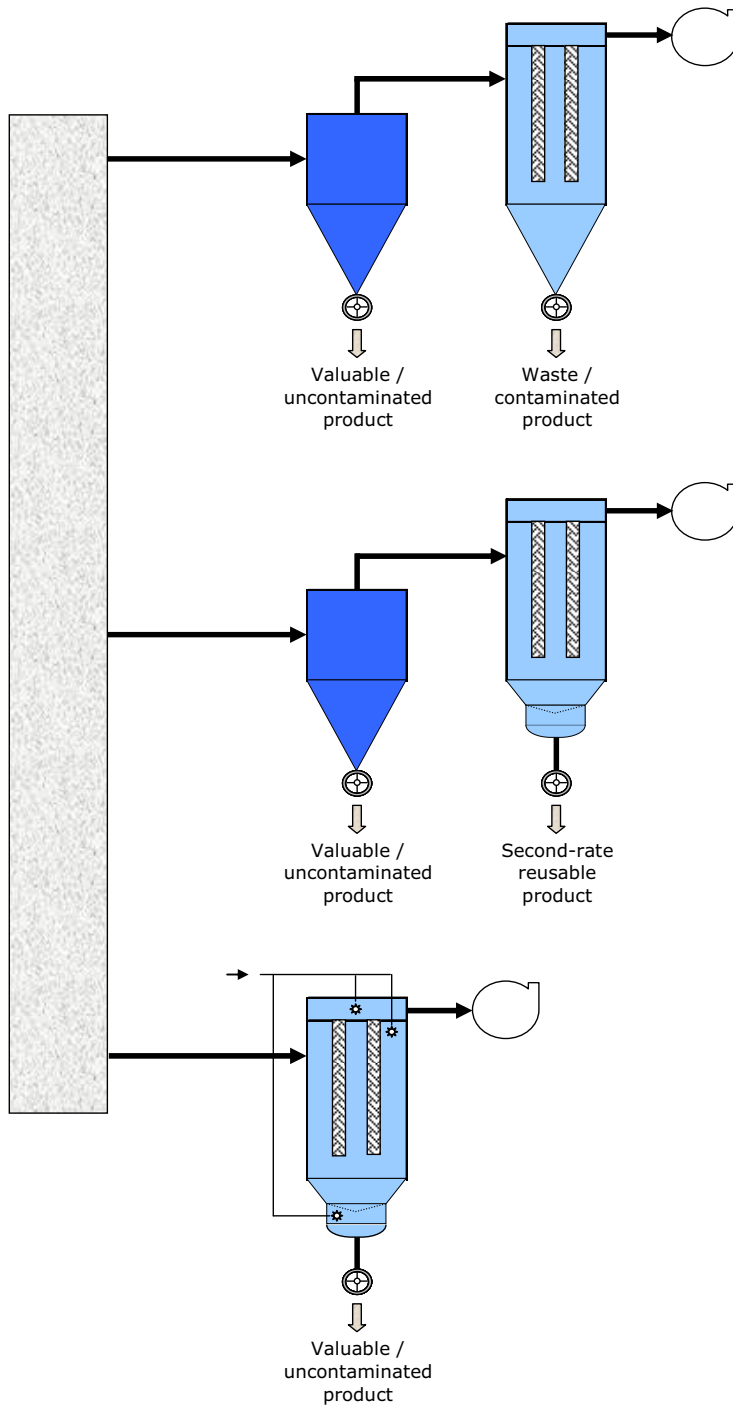 Valuable /
uncontaminated
product
Waste /
contaminated
product
Valuable /
uncontaminated
product
Second-rate
reusable
product
Valuable /
uncontaminated
product